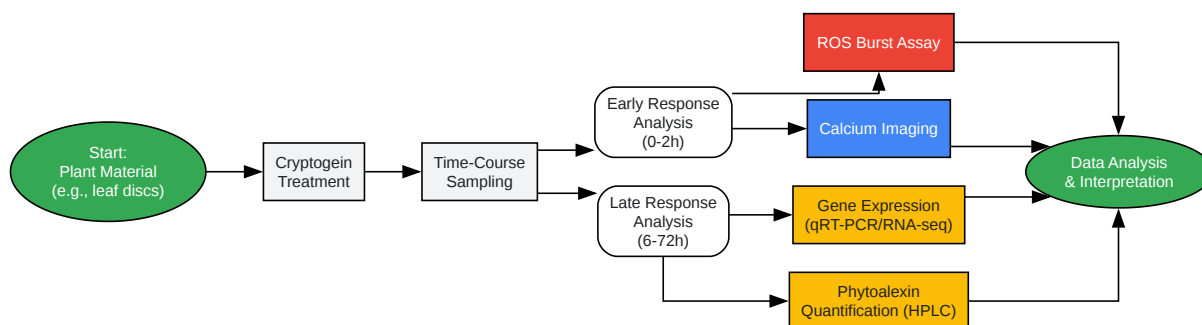 Start:
Plant Material
(e.g., leaf discs)
Cryptogein
Treatment
Time-Course
Sampling
Early Response
Analysis
(0-2h)
Late Response
Analysis
(6-72h)
ROS Burst Assay
Calcium Imaging
Gene Expression
(qRT-PCR/RNA-seq)
Phytoalexin
Quantification (HPLC)
Data Analysis
& Interpretation